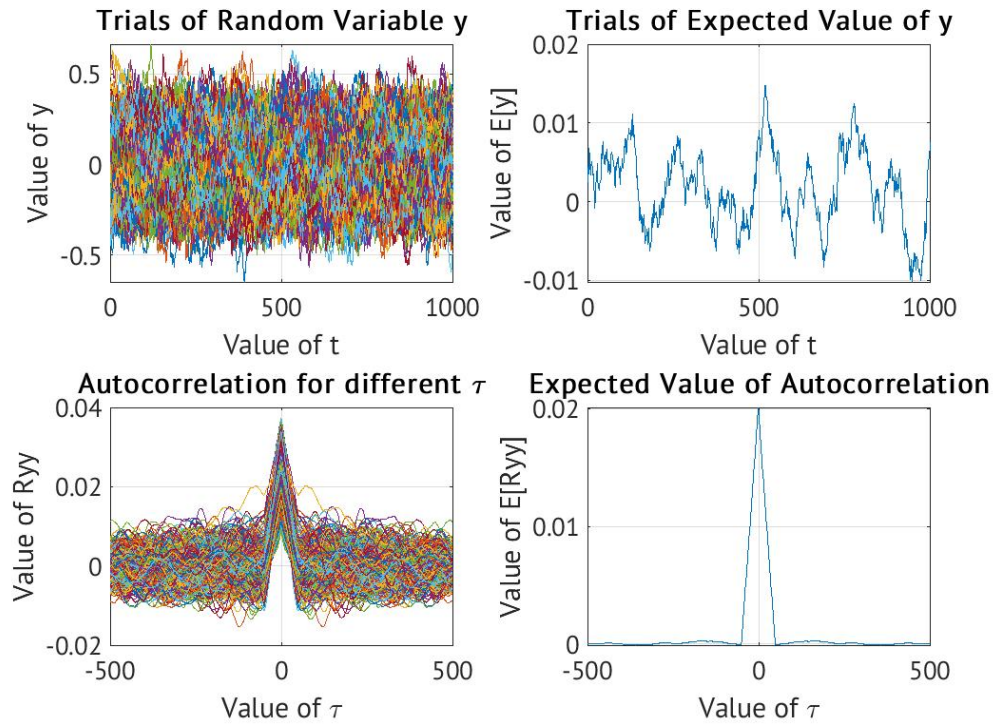 Trials of Random Variable y
0.5
0
-0.5
0
500
1000
Value of y
Value of t
Trials of Expected Value of y
0.02
0.01
0
-0.01
0
500
1000
Value of E[y]
Value of t
Autocorrelation for different τ
0.04
0.02
0
-0.02
-500
0
500
Value of Ryy
Value of τ
Expected Value of Autocorrelation
0.02
0.01
0
-500
0
500
Value of E[Ryy]
Value of τ